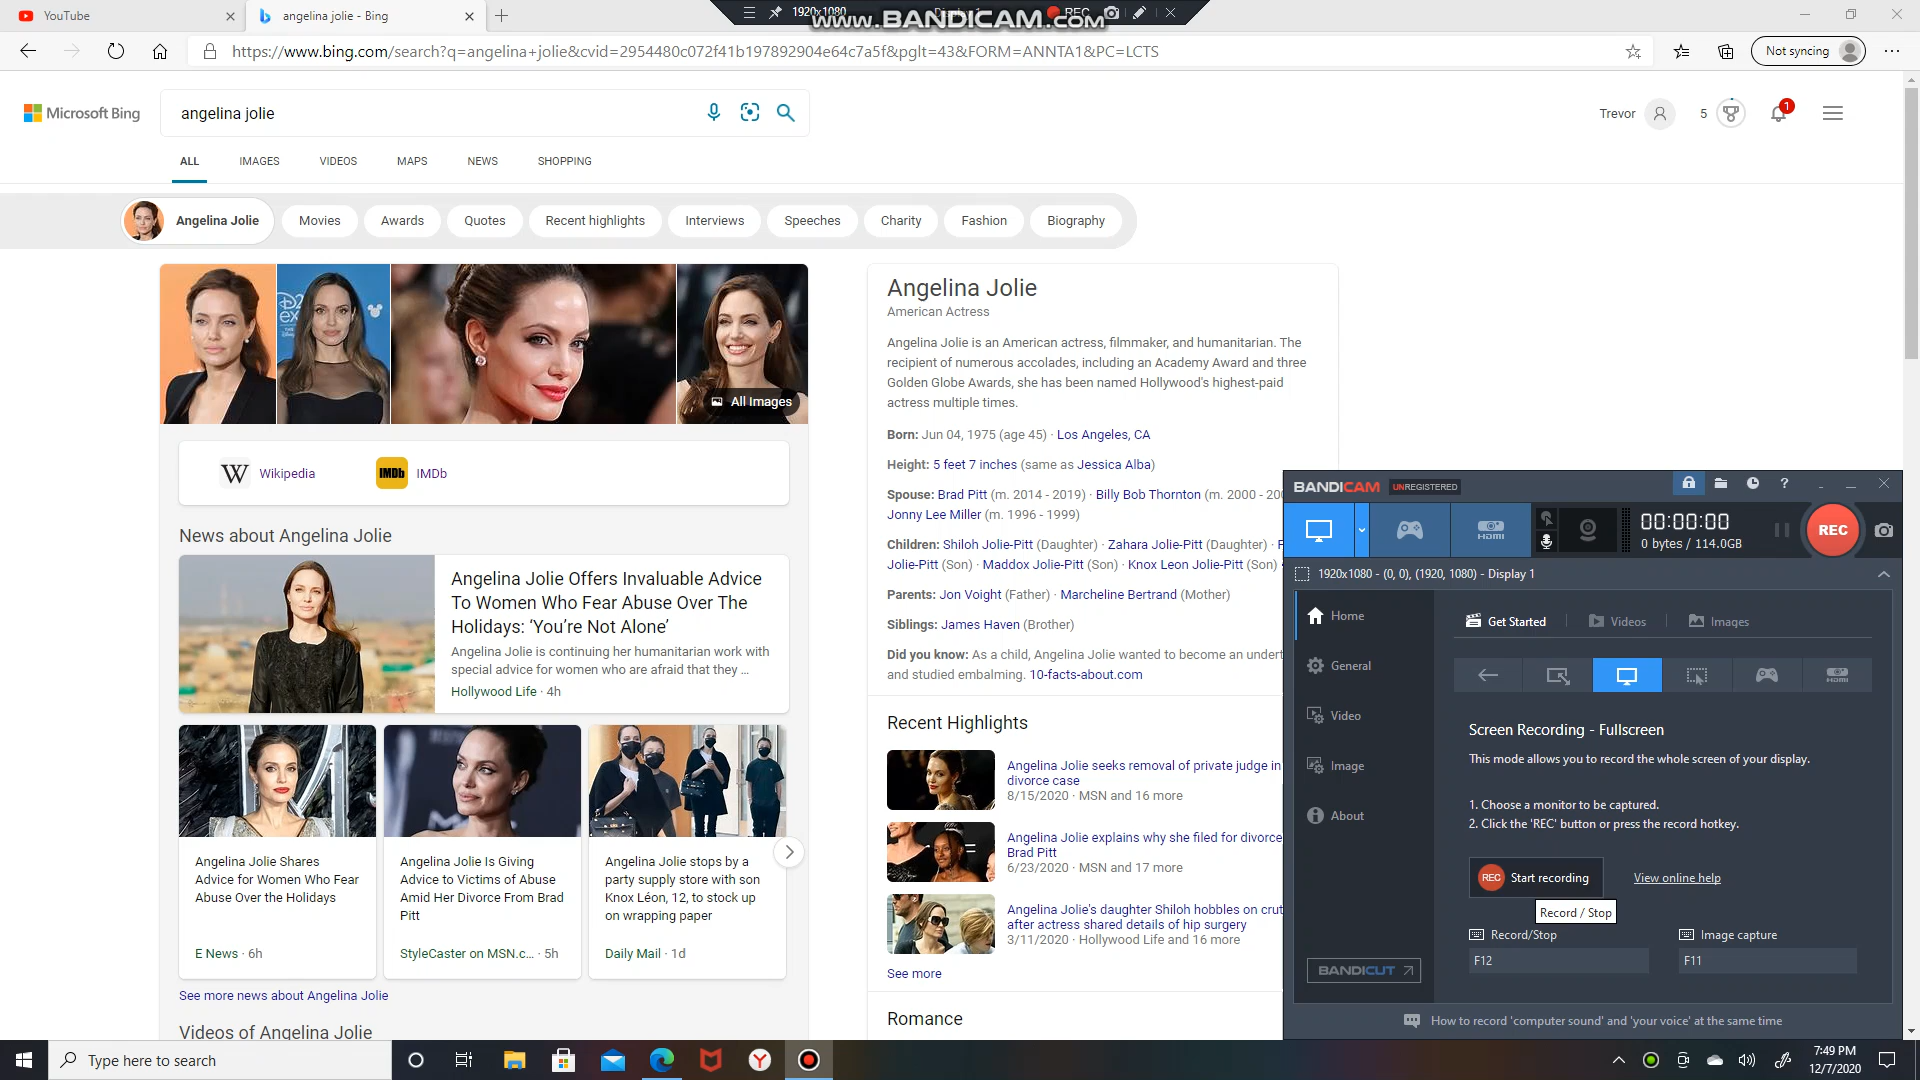 YouTube
angelina jolie - Bing
1920x1080
REC
www.BANDICAM.com
https://www.bing.com/search?q=angelina+jolie&cvid=2954480c072f41b197892904e64c7a5f&pglt=43&FORM=ANNTA1&PC=LCTS
Not syncing
Microsoft Bing
angelina jolie
Trevor
5
1
ALL
IMAGES
VIDEOS
MAPS
NEWS
SHOPPING
Angelina Jolie
Movies
Awards
Quotes
Recent highlights
Interviews
Speeches
Charity
Fashion
Biography
All Images
W Wikipedia
IMDb IMDb
News about Angelina Jolie
Angelina Jolie Offers Invaluable Advice
To Women Who Fear Abuse Over The
Holidays: ‘You’re Not Alone’
Angelina Jolie is continuing her humanitarian work with
special advice for women who are afraid that they ...
Hollywood Life · 4h
Angelina Jolie Shares
Advice for Women Who Fear
Abuse Over the Holidays
E News · 6h
Angelina Jolie Is Giving
Advice to Victims of Abuse
Amid Her Divorce From Brad
Pitt
StyleCaster on MSN.c... · 5h
Angelina Jolie stops by a
party supply store with son
Knox Léon, 12, to stock up
on wrapping paper
Daily Mail · 1d
See more news about Angelina Jolie
Videos of Angelina Jolie
Angelina Jolie
American Actress
Angelina Jolie is an American actress, filmmaker, and humanitarian. The
recipient of numerous accolades, including an Academy Award and three
Golden Globe Awards, she has been named Hollywood's highest-paid
actress multiple times.
Born: Jun 04, 1975 (age 45) · Los Angeles, CA
Height: 5 feet 7 inches (same as Jessica Alba)
Spouse: Brad Pitt (m. 2014 - 2019) · Billy Bob Thornton (m. 2000 - 200
Jonny Lee Miller (m. 1996 - 1999)
Children: Shiloh Jolie-Pitt (Daughter) · Zahara Jolie-Pitt (Daughter) ·
Jolie-Pitt (Son) · Maddox Jolie-Pitt (Son) · Knox Leon Jolie-Pitt (Son)
Parents: Jon Voight (Father) · Marcheline Bertrand (Mother)
Siblings: James Haven (Brother)
Did you know: As a child, Angelina Jolie wanted to become an undert
and studied embalming. 10-facts-about.com
Recent Highlights
Angelina Jolie seeks removal of private judge in
divorce case
8/15/2020 · MSN and 16 more
Angelina Jolie explains why she filed for divorce
Brad Pitt
6/23/2020 · MSN and 17 more
Angelina Jolie's daughter Shiloh hobbles on crut
after actress shared details of hip surgery
3/11/2020 · Hollywood Life and 16 more
See more
Romance
BANDICAM UNREGISTERED
HDMI
00:00:00
0 bytes / 114.0GB
REC
1920x1080 - (0, 0), (1920, 1080) - Display 1
Home
General
Video
Image
About
BANDICUT
Get Started
Videos
Images
HDMI
Screen Recording - Fullscreen
This mode allows you to record the whole screen of your display.
1. Choose a monitor to be captured.
2. Click the 'REC' button or press the record hotkey.
REC Start recording
View online help
Record / Stop
Record/Stop
Image capture
F12
F11
How to record 'computer sound' and 'your voice' at the same time
Type here to search
7:49 PM
12/7/2020